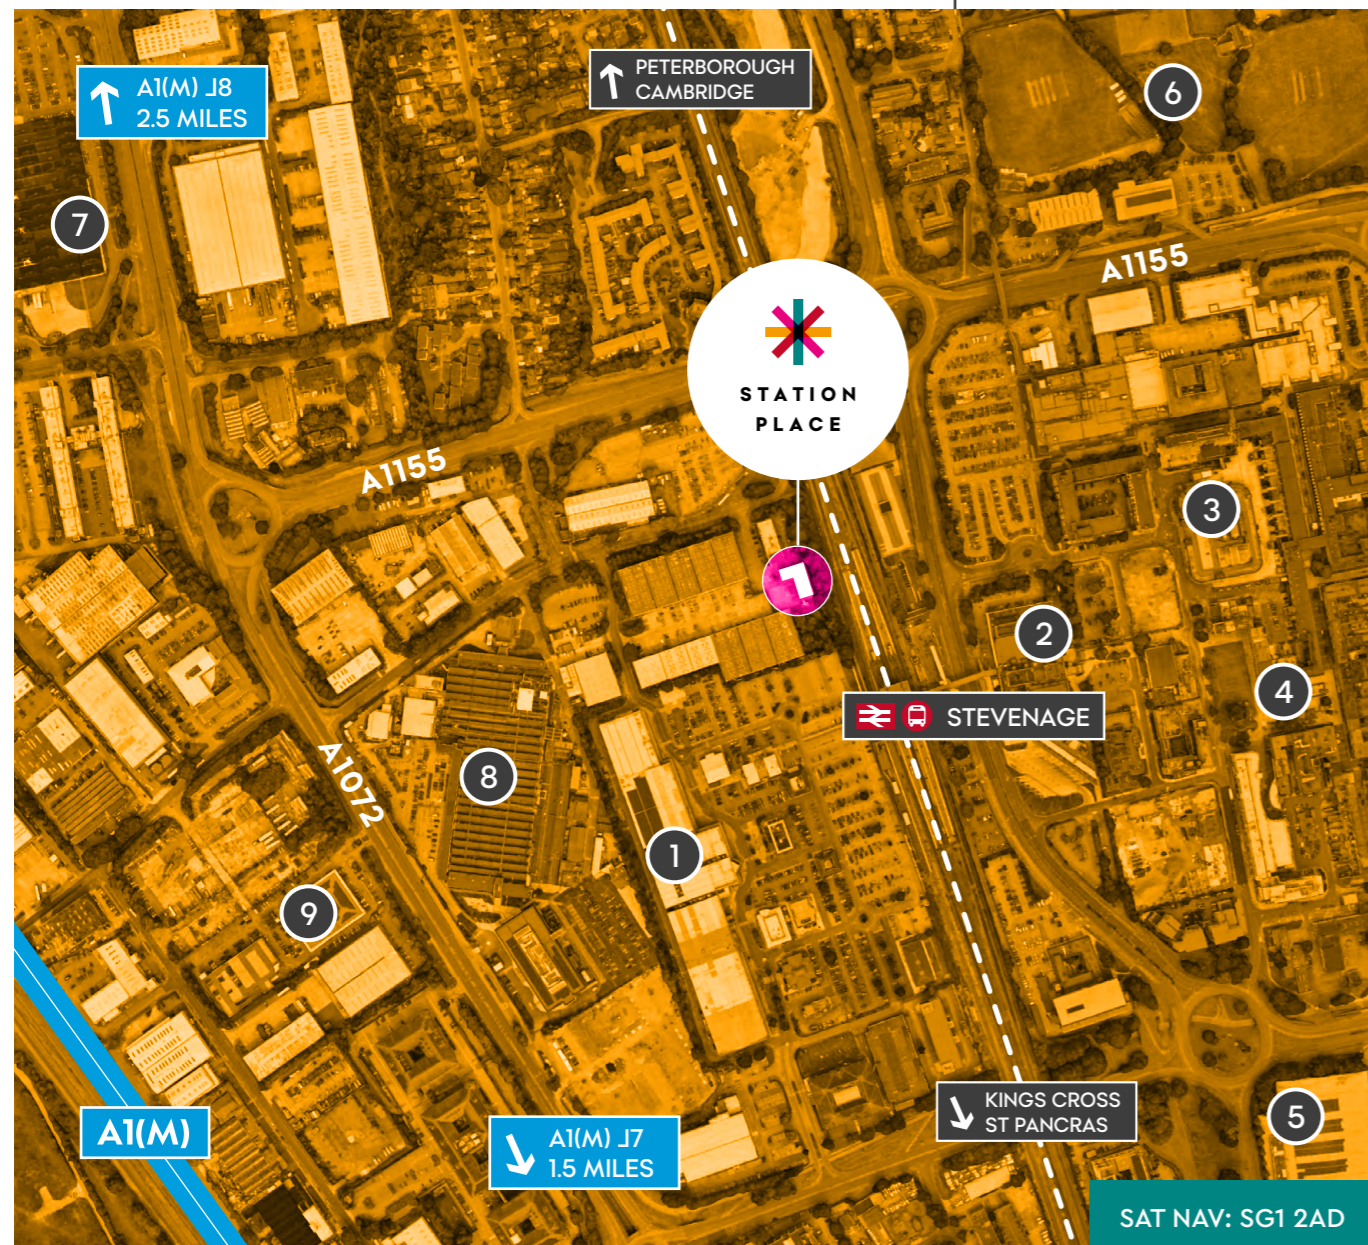 A1(M) J8
2.5 MILES
PETERBOROUGH
CAMBRIDGE
6
7
A1155
STATION
PLACE
A1155
3
2
4
STEVENAGE
A1072
8
1
9
A1(M)
A1(M) J7
1.5 MILES
KINGS CROSS
ST PANCRAS
5
SAT NAV: SG1 2AD